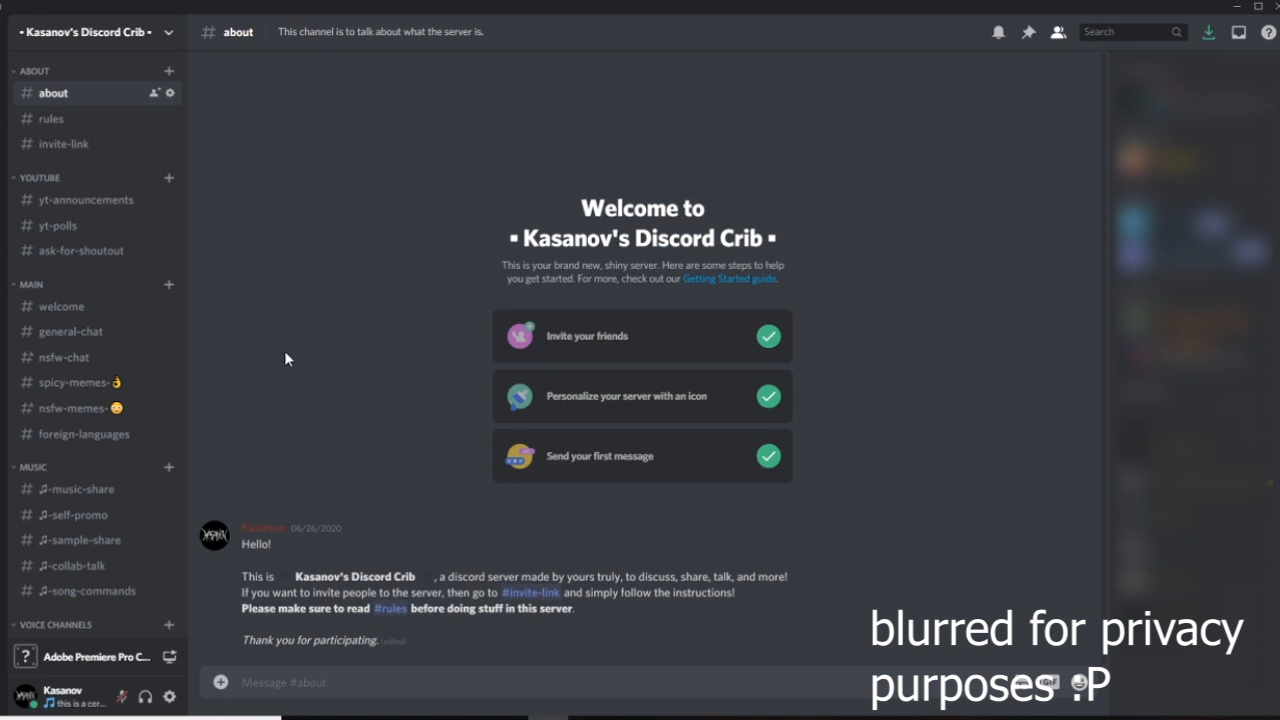 ▪ Kasanov's Discord Crib ▪
# about
This channel is to talk about what the server is.
Search
ABOUT
# about
# rules
# invite-link
YOUTUBE
# yt-announcements
# yt-polls
# ask-for-shoutout
MAIN
# welcome
# general-chat
# nsfw-chat
# spicy-memes-👌
# nsfw-memes-😳
# foreign-languages
MUSIC
# 🎵-music-share
# 🎵-self-promo
# 🎵-sample-share
# 🎵-collab-talk
# 🎵-song-commands
VOICE CHANNELS
Adobe Premiere Pro C...
Kasanov
🎵this is a cer...
Welcome to
▪ Kasanov's Discord Crib ▪
This is your brand new, shiny server. Here are some steps to help
you get started. For more, check out our Getting Started guide.
Invite your friends
Personalize your server with an icon
Send your first message
Kasanov 06/26/2020
Hello!
This is Kasanov's Discord Crib , a discord server made by yours truly, to discuss, share, talk, and more!
If you want to invite people to the server, then go to #invite-link and simply follow the instructions!
Please make sure to read #rules before doing stuff in this server.
Thank you for participating. (edited)
Message #about
blurred for privacy
purposes :P